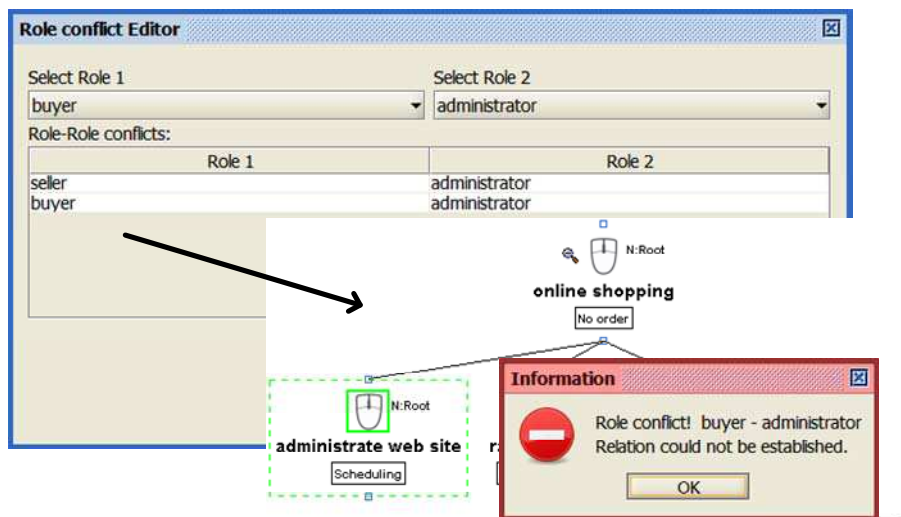 Role conflict Editor
Select Role 1
Select Role 2
buyer
administrator
Role-Role conflicts:
Role 1
Role 2
seller
administrator
buyer
administrator
N:Root
online shopping
No order
N:Root
administrate web site
Scheduling
Information
Role conflict! buyer - administrator
Relation could not be established.
OK